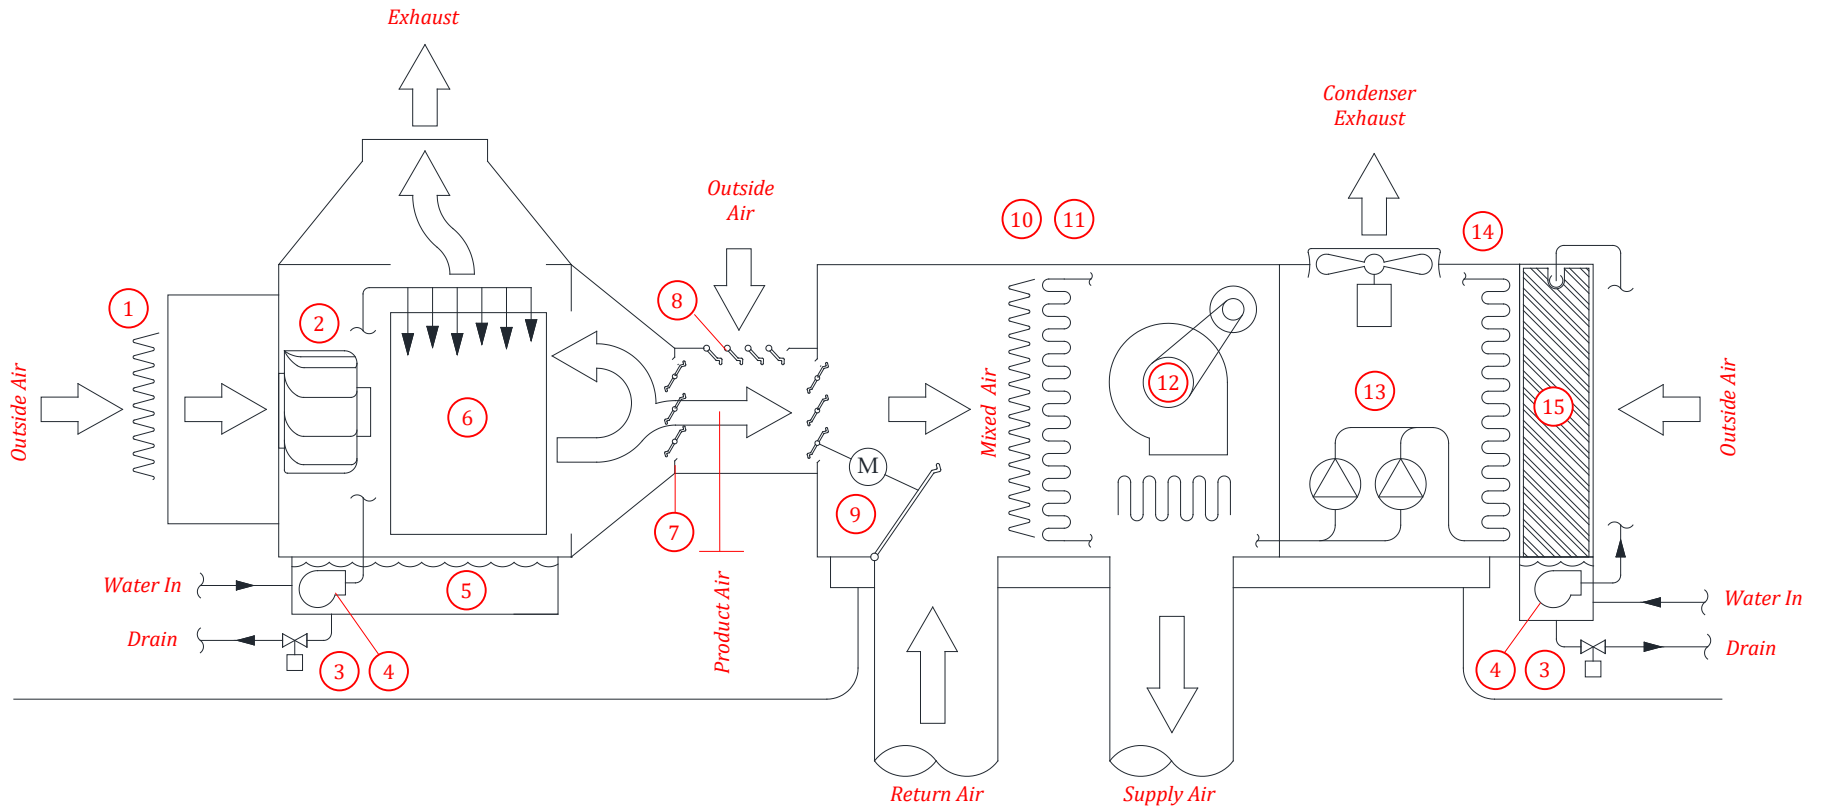 Exhaust
Condenser
Exhaust
Outside
Air
10
11
14
1
2
8
Outside Air
6
Mixed Air
12
13
15
Outside Air
M
7
9
Water In
5
Product Air
Drain
3
4
4
3
Water In
Drain
Return Air
Supply Air